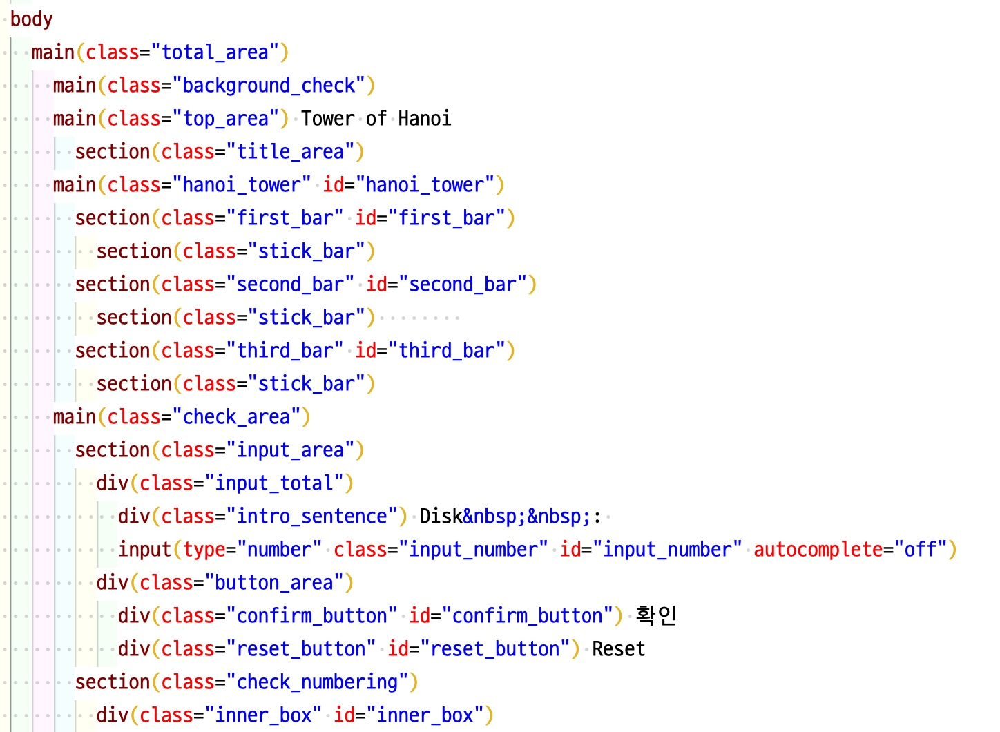 body
main(class="total_area")
main(class="background_check")
main(class="top_area") Tower of Hanoi
section(class="title_area")
main(class="hanoi_tower" id="hanoi_tower")
section(class="first_bar" id="first_bar")
section(class="stick_bar")
section(class="second_bar" id="second_bar")
section(class="stick_bar")
section(class="third_bar" id="third_bar")
section(class="stick_bar")
main(class="check_area")
section(class="input_area")
div(class="input_total")
div(class="intro_sentence") Disk&nbsp;&nbsp;:
input(type="number" class="input_number" id="input_number" autocomplete="off")
div(class="button_area")
div(class="confirm_button" id="confirm_button") 확인
div(class="reset_button" id="reset_button") Reset
section(class="check_numbering")
div(class="inner_box" id="inner_box")